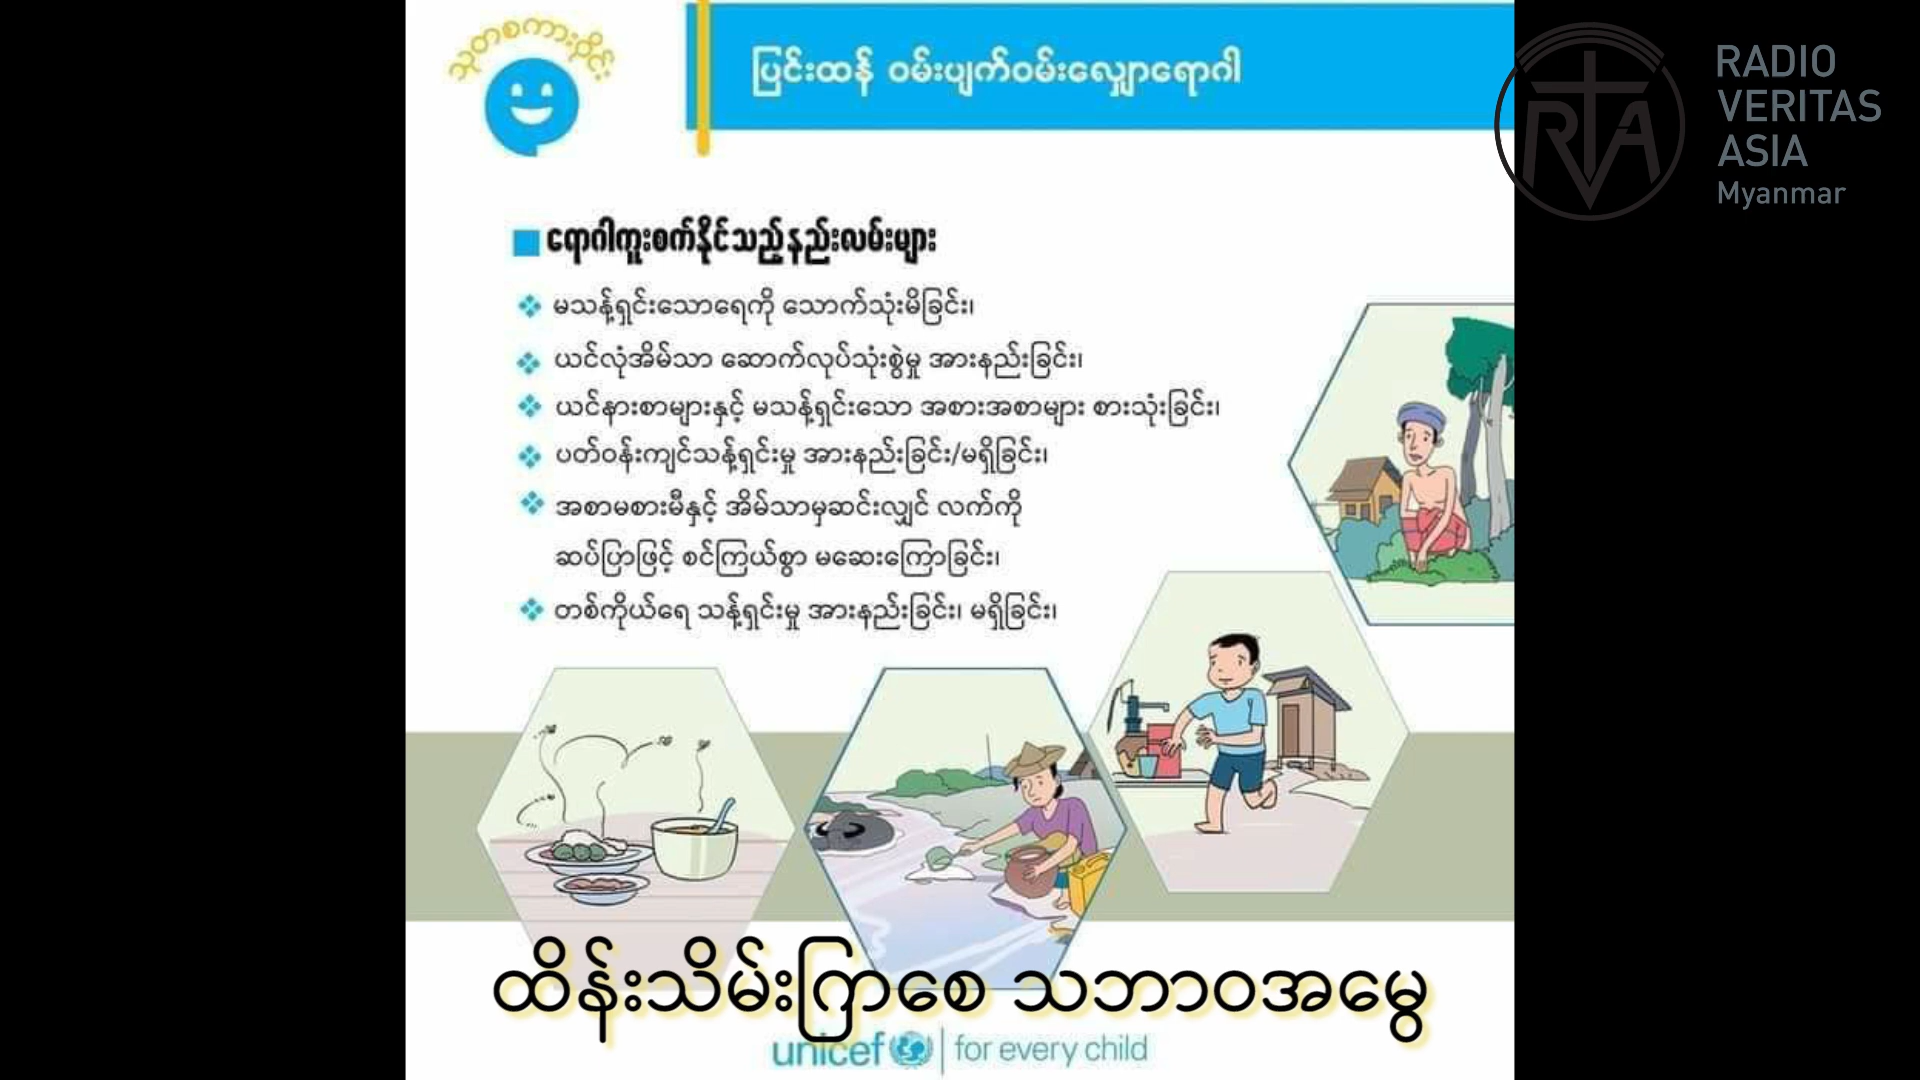 သုတစကားဝိုင်း
ပြင်းထန် ဝမ်းပျက်ဝမ်းလျှောရောဂါ
RADIO
VERITAS
ASIA
Myanmar
ရောဂါကူးစက်နိုင်သည့်နည်းလမ်းများ
မသန့်ရှင်းသောရေကို သောက်သုံးမိခြင်း၊
ယင်လုံအိမ်သာ ဆောက်လုပ်သုံးစွဲမှု အားနည်းခြင်း၊
ယင်နားစာများနှင့် မသန့်ရှင်းသော အစားအစာများ စားသုံးခြင်း၊
ပတ်ဝန်းကျင်သန့်ရှင်းမှု အားနည်းခြင်း/မရှိခြင်း၊
အစာမစားမီနှင့် အိမ်သာမှဆင်းလျှင် လက်ကို
ဆပ်ပြာဖြင့် စင်ကြယ်စွာ မဆေးကြောခြင်း၊
တစ်ကိုယ်ရေ သန့်ရှင်းမှု အားနည်းခြင်း၊ မရှိခြင်း၊
ထိန်းသိမ်းကြာစေ သဘာဝအမွေ
unicef for every child